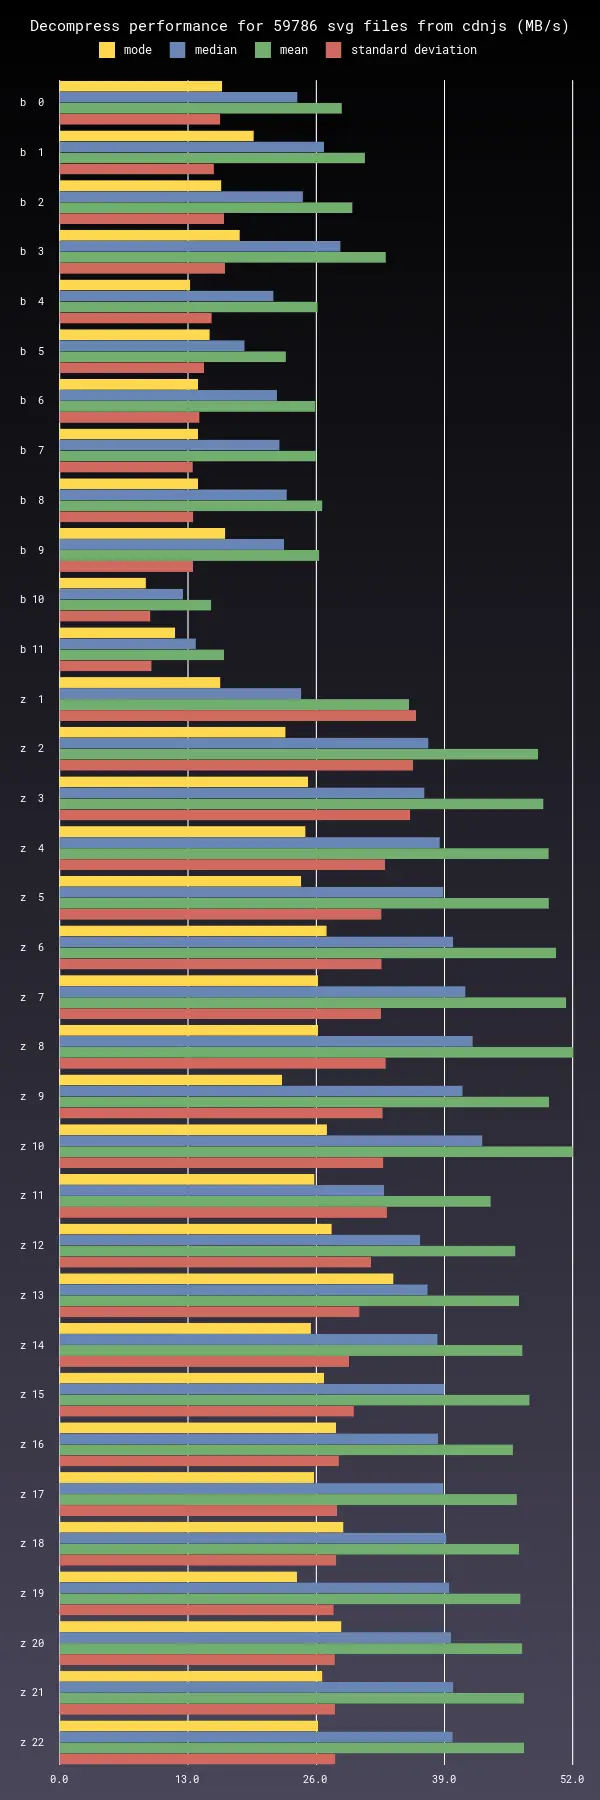 Decompress performance for 59786 svg files from cdnjs (MB/s)
mode median mean standard deviation
b 0
b 1
b 2
b 3
b 4
b 5
b 6
b 7
b 8
b 9
b 10
b 11
z 1
z 2
z 3
z 4
z 5
z 6
z 7
z 8
z 9
z 10
z 11
z 12
z 13
z 14
z 15
z 16
z 17
z 18
z 19
z 20
z 21
z 22
0.0 13.0 26.0 39.0 52.0